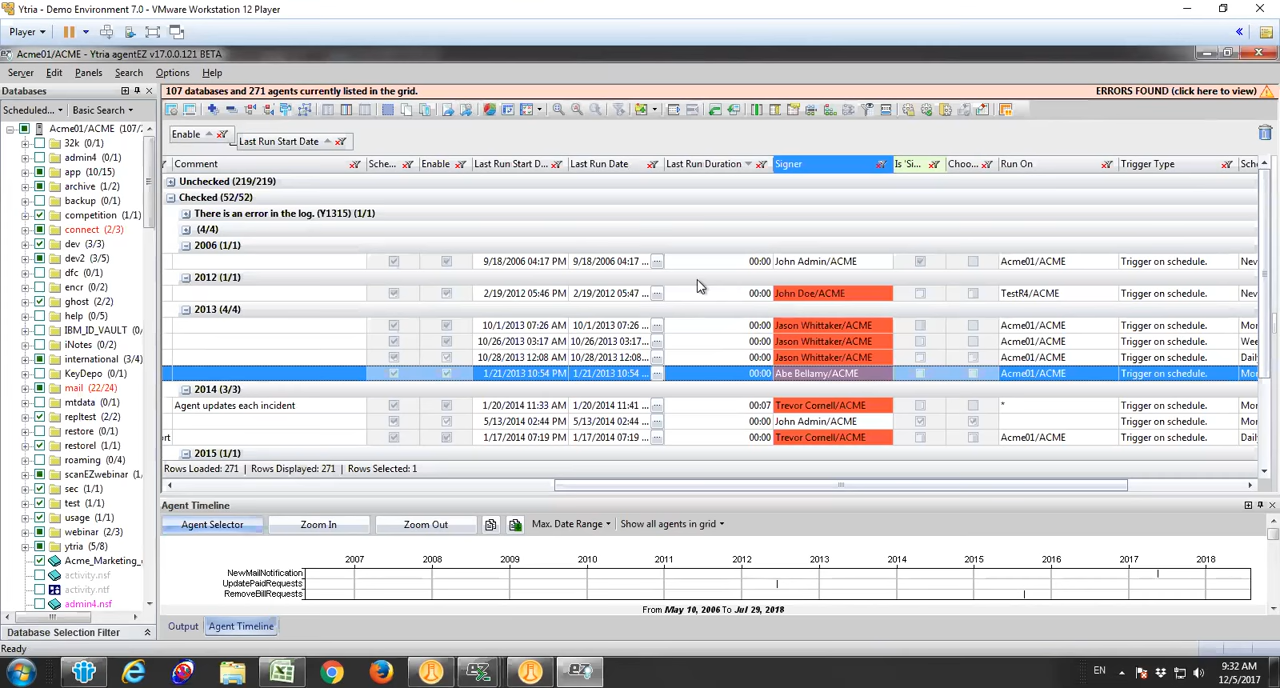 Ytria - Demo Environment 7.0 - VMware Workstation 12 Player
Player
Acme01/ACME - Ytria agentEZ v17.0.0.121 BETA
Server Edit Panels Search Options Help
Databases
107 databases and 271 agents currently listed in the grid.
ERRORS FOUND (click here to view)
Scheduled... Basic Search
Acme01/ACME (107/
32k (0/1)
admin4 (0/1)
app (10/15)
archive (1/2)
backup (0/1)
competition (1/1)
connect (2/3)
dev (3/3)
dev2 (3/5)
dfc (0/1)
encr (0/1)
ghost (2/2)
help (0/5)
IBM_ID_VAULT (0/1)
iNotes (0/1)
international (3/4)
KeyDepo (0/1)
mail (22/24)
mtdata (0/1)
repltest (2/2)
restore (0/1)
restorel (1/1)
roaming (0/4)
scanEZwebinar (
sec (1/1)
test (1/1)
usage (1/1)
webinar (2/3)
ytria (5/8)
Acme_Marketing_
activity.nsf
activity.ntf
admin4.nsf
Database Selection Filter
Enable
Last Run Start Date
Comment Sche... Enable Last Run Start D... Last Run Date Last Run Duration Signer Is 'Si... Choo... Run On Trigger Type Sch
Unchecked (219/219)
Checked (52/52)
There is an error in the log. (Y1315) (1/1)
(4/4)
2006 (1/1)
9/18/2006 04:17 PM 9/18/2006 04:17 ... 00:00 John Admin/ACME Acme01/ACME Trigger on schedule. Nev
2012 (1/1)
2/19/2012 05:46 PM 2/19/2012 05:47 ... 00:00 John Doe/ACME TestR4/ACME Trigger on schedule. Nev
2013 (4/4)
10/1/2013 07:26 AM 10/1/2013 07:26 ... 00:00 Jason Whittaker/ACME Acme01/ACME Trigger on schedule. Mor
10/26/2013 03:17 AM 10/26/2013 03:17... 00:00 Jason Whittaker/ACME Acme01/ACME Trigger on schedule. Wee
10/28/2013 12:08 AM 10/28/2013 12:08... 00:00 Jason Whittaker/ACME Acme01/ACME Trigger on schedule. Daily
1/21/2013 10:54 PM 1/21/2013 10:54 ... 00:00 Abe Bellamy/ACME Acme01/ACME Trigger on schedule. Mor
2014 (3/3)
Agent updates each incident 1/20/2014 11:33 AM 1/20/2014 11:41 ... 00:07 Trevor Cornell/ACME * Trigger on schedule. Mor
5/13/2014 02:44 PM 5/13/2014 02:44 ... 00:00 John Admin/ACME Acme01/ACME Trigger on schedule. Mor
rt 1/17/2014 07:19 PM 1/17/2014 07:19 ... 00:00 Trevor Cornell/ACME Acme01/ACME Trigger on schedule. Daily
2015 (1/1)
Rows Loaded: 271 | Rows Displayed: 271 | Rows Selected: 1
Agent Timeline
Agent Selector Zoom In Zoom Out Max. Date Range Show all agents in grid
2007 2008 2009 2010 2012 2013 2014 2015 2016 2017 2018
NewMailNotification
UpdatePaidRequests
RemoveBillRequests
From May 10, 2006 To Jul 29, 2018
Output Agent Timeline
Ready
EN 9:32 AM
12/5/2017